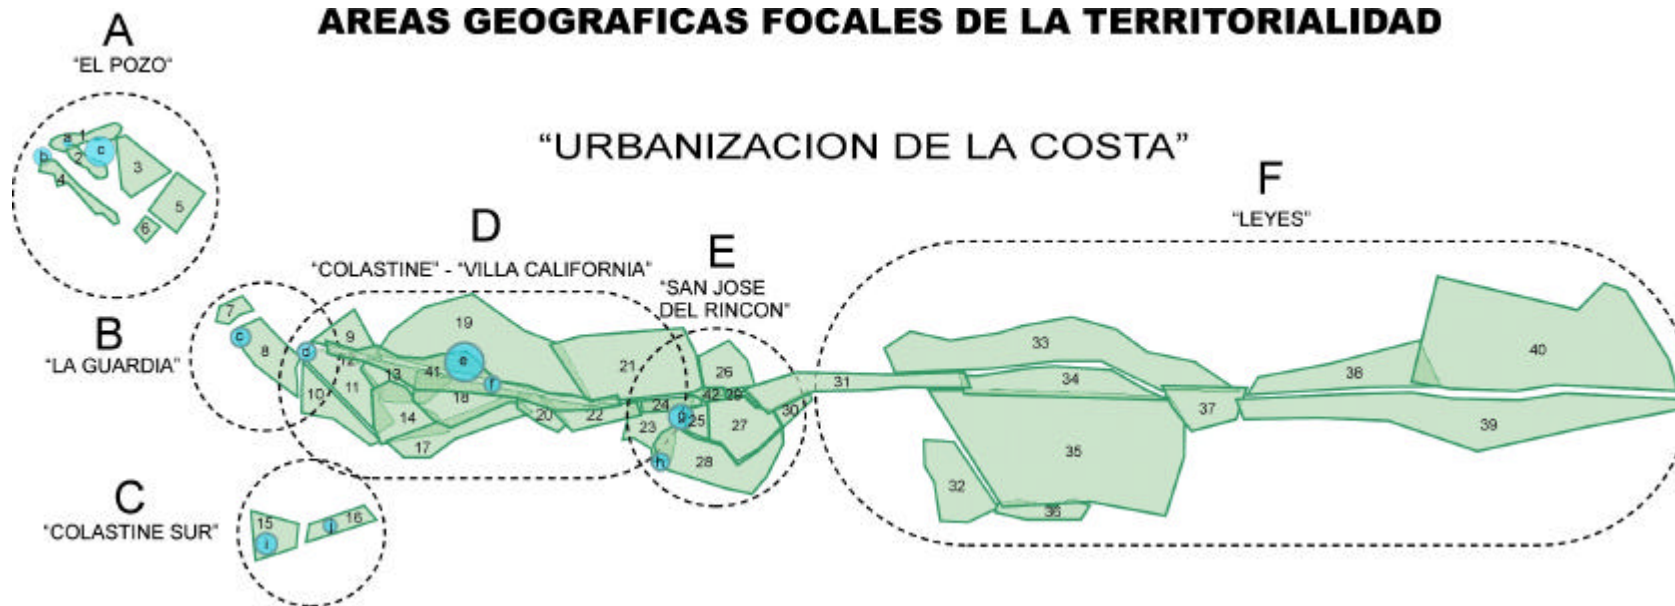 AREAS GEOGRAFICAS FOCALES DE LA TERRITORIALIDAD
A
"EL POZO"
a
1
b
2
c
3
4
5
6
"URBANIZACION DE LA COSTA"
F
"LEYES"
D
"COLASTINE" - "VILLA CALIFORNIA"
E
"SAN JOSE
DEL RINCON"
B
"LA GUARDIA"
7
c
8
d
9
10
11
12
13
14
41
e
f
17
18
19
20
21
22
23
24
g
25
h
26
42
29
27
28
30
31
33
34
32
35
36
37
38
39
40
C
"COLASTINE SUR"
15
i
j
16